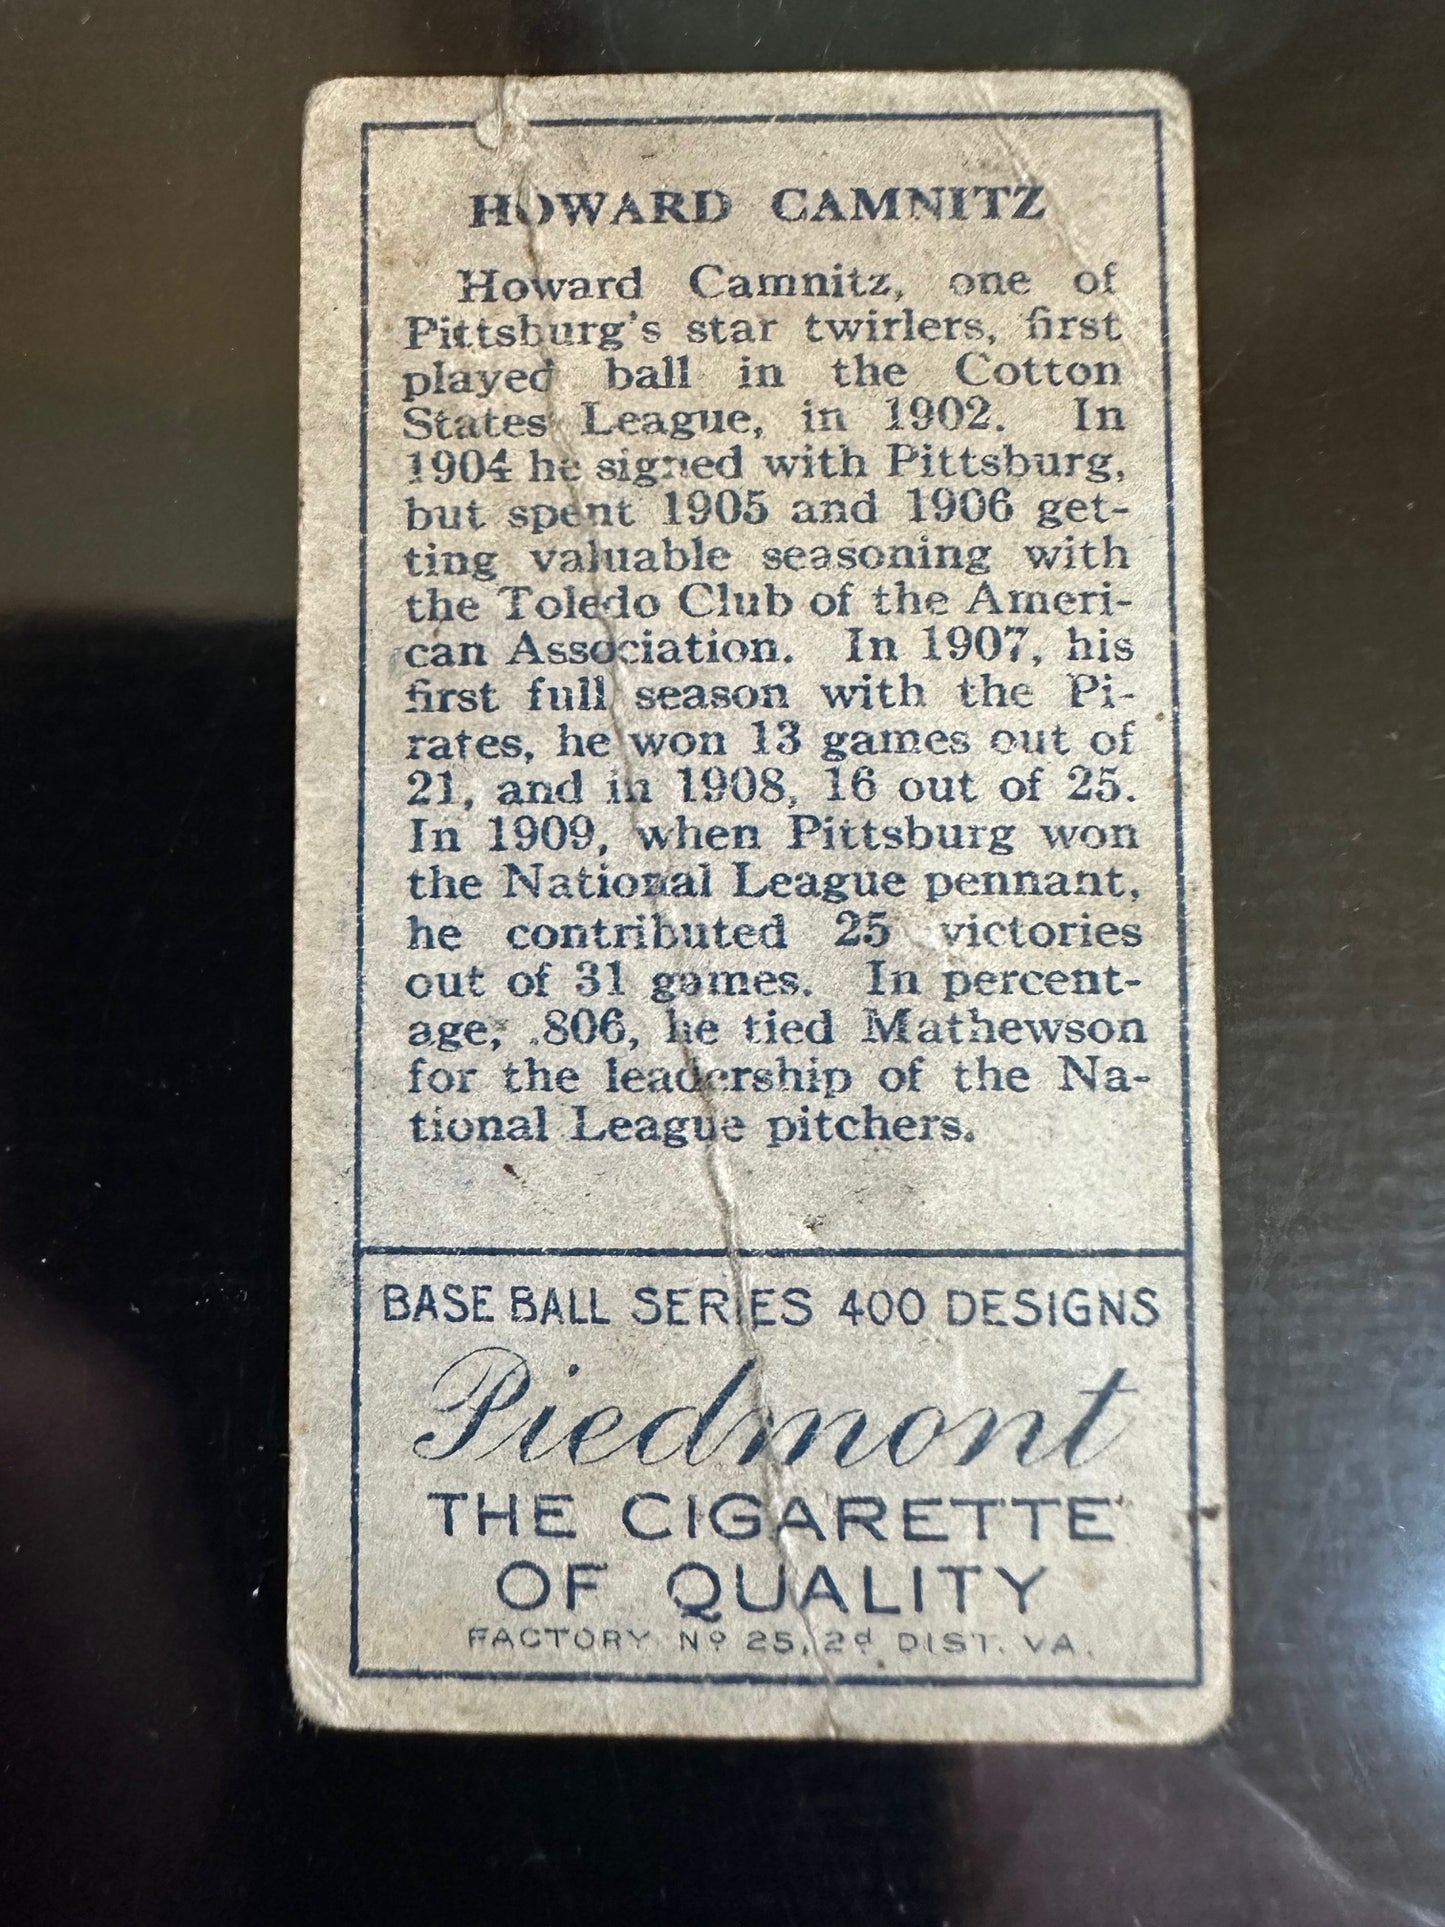 HOWARD CAMNITZ
Howard Camnitz, one of
Pittsburg's star twirlers, first
played ball in the Cotton
States League, in 1902. In
1904 he signed with Pittsburg,
but spent 1905 and 1906 get-
ting valuable seasoning with
the Toledo Club of the Ameri-
can Association. In 1907, his
first full season with the Pi-
rates, he won 13 games out of
21, and in 1908, 16 out of 25.
In 1909, when Pittsburg won
the National League pennant,
he contributed 25 victories
out of 31 games. In percent-
age, .806, he tied Mathewson
for the leadership of the Na-
tional League pitchers.
BASE BALL SERIES 400 DESIGNS
Piedmont
THE CIGARETTE
OF QUALITY
FACTORY Nº 25, 2d DIST. VA.